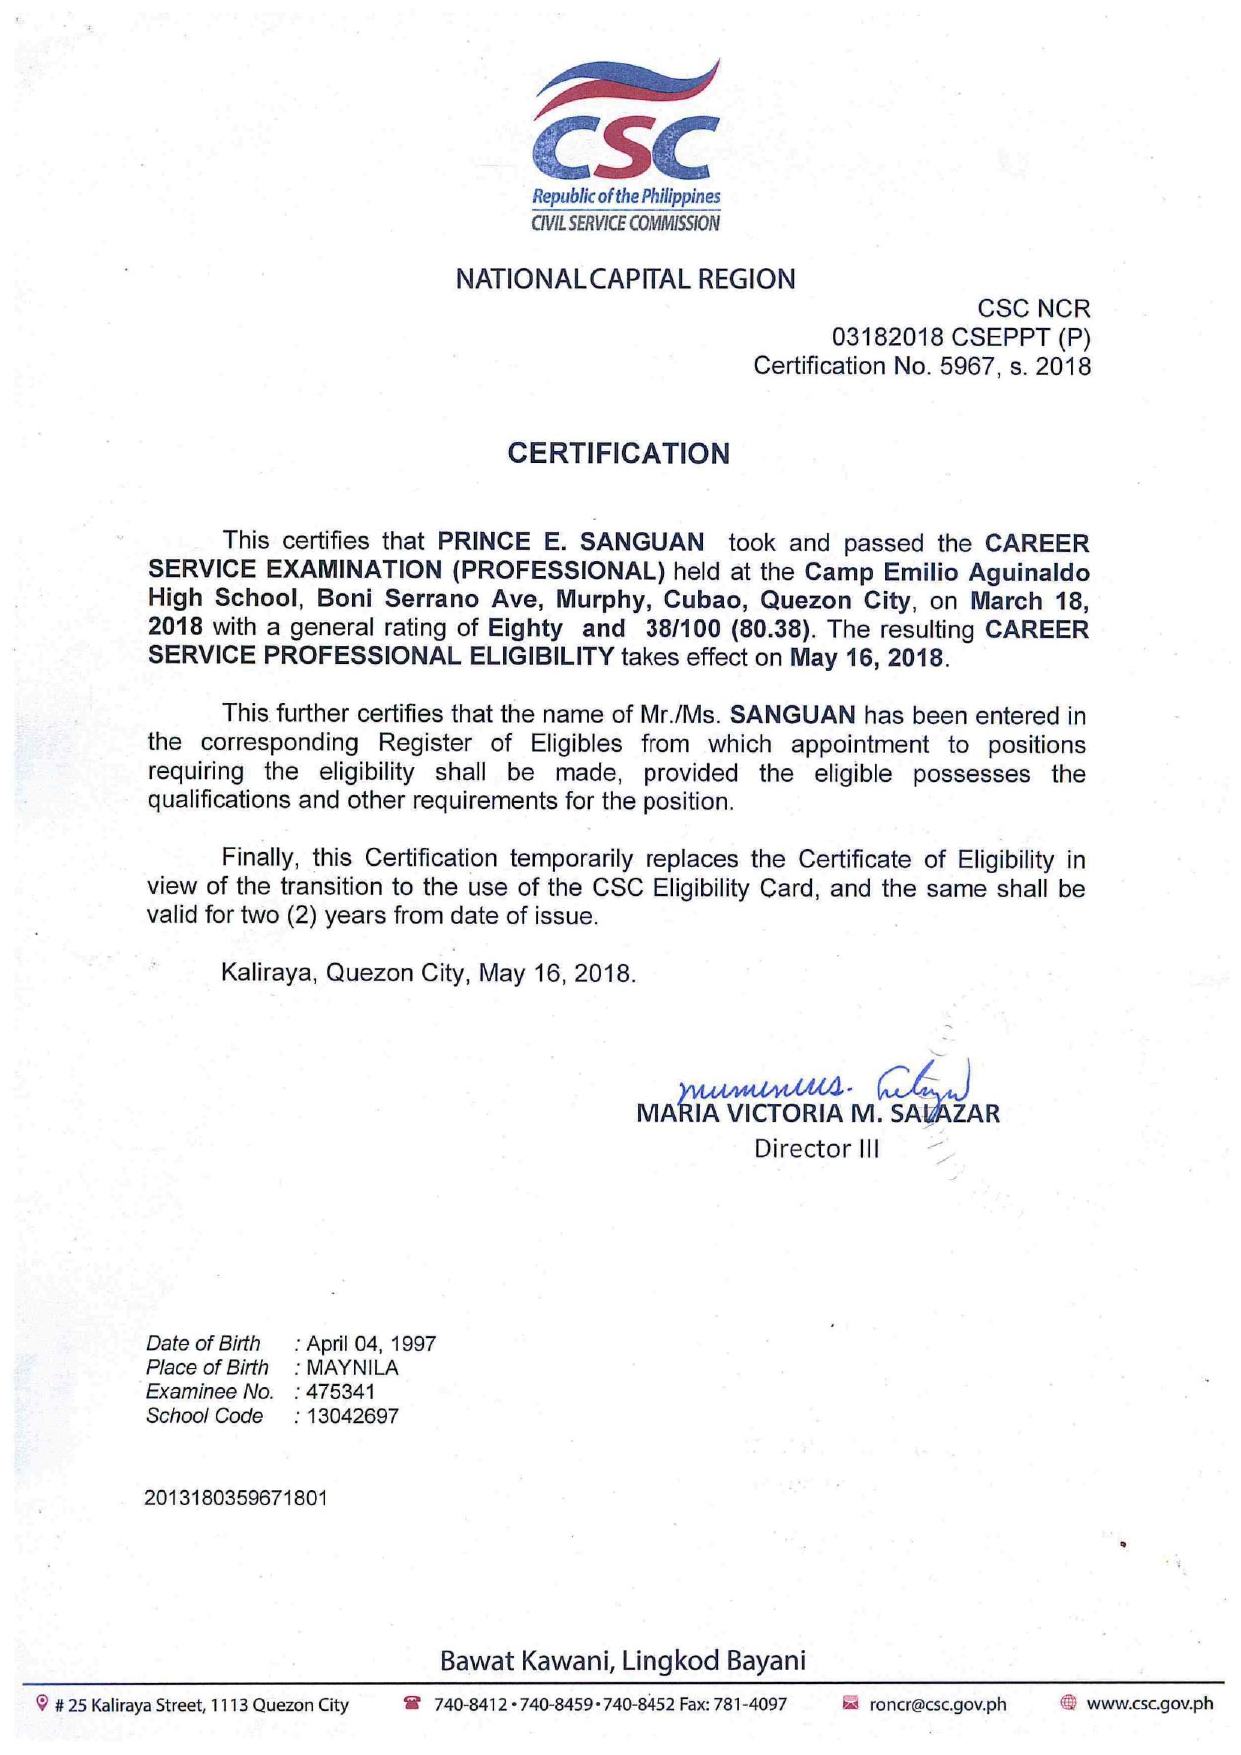 CSC
Republic of the Philippines
CIVIL SERVICE COMMISSION
NATIONAL CAPITAL REGION
CSC NCR
03182018 CSEPPT (P)
Certification No. 5967, s. 2018
CERTIFICATION
This certifies that PRINCE E. SANGUAN took and passed the CAREER
SERVICE EXAMINATION (PROFESSIONAL) held at the Camp Emilio Aguinaldo
High School, Boni Serrano Ave, Murphy, Cubao, Quezon City, on March 18,
2018 with a general rating of Eighty and 38/100 (80.38). The resulting CAREER
SERVICE PROFESSIONAL ELIGIBILITY takes effect on May 16, 2018.
This further certifies that the name of Mr./Ms. SANGUAN has been entered in
the corresponding Register of Eligibles from which appointment to positions
requiring the eligibility shall be made, provided the eligible possesses the
qualifications and other requirements for the position.
Finally, this Certification temporarily replaces the Certificate of Eligibility in
view of the transition to the use of the CSC Eligibility Card, and the same shall be
valid for two (2) years from date of issue.
Kaliraya, Quezon City, May 16, 2018.
MARIA VICTORIA M. SALAZAR
Director III
Date of Birth : April 04, 1997
Place of Birth : MAYNILA
Examinee No. : 475341
School Code : 13042697
2013180359671801
Bawat Kawani, Lingkod Bayani
# 25 Kaliraya Street, 1113 Quezon City 740-8412 • 740-8459 • 740-8452 Fax: 781-4097 roncr@csc.gov.ph www.csc.gov.ph